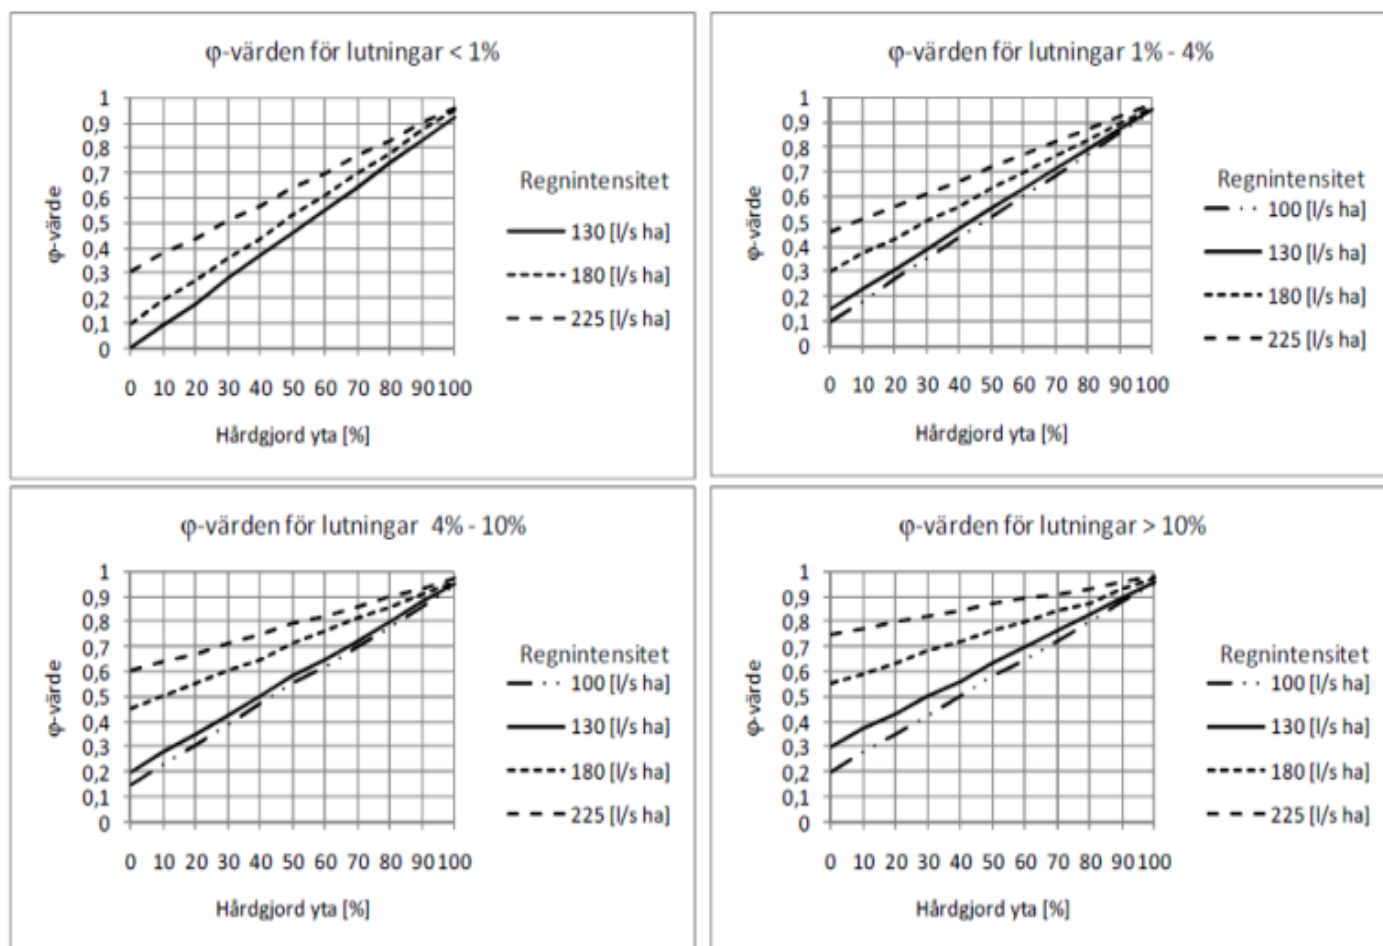 φ-värden för lutningar < 1%
1
0,9
0,8
0,7
0,6
0,5
0,4
0,3
0,2
0,1
0
φ-värde
0 10 20 30 40 50 60 70 80 90 100
Hårdgjord yta [%]
Regnintensitet
130 [l/s ha]
180 [l/s ha]
225 [l/s ha]
φ-värden för lutningar 1% - 4%
1
0,9
0,8
0,7
0,6
0,5
0,4
0,3
0,2
0,1
0
φ-värde
0 10 20 30 40 50 60 70 80 90 100
Hårdgjord yta [%]
Regnintensitet
100 [l/s ha]
130 [l/s ha]
180 [l/s ha]
225 [l/s ha]
φ-värden för lutningar 4% - 10%
1
0,9
0,8
0,7
0,6
0,5
0,4
0,3
0,2
0,1
0
φ-värde
0 10 20 30 40 50 60 70 80 90 100
Hårdgjord yta [%]
Regnintensitet
100 [l/s ha]
130 [l/s ha]
180 [l/s ha]
225 [l/s ha]
φ-värden för lutningar > 10%
1
0,9
0,8
0,7
0,6
0,5
0,4
0,3
0,2
0,1
0
φ-värde
0 10 20 30 40 50 60 70 80 90 100
Hårdgjord yta [%]
Regnintensitet
100 [l/s ha]
130 [l/s ha]
180 [l/s ha]
225 [l/s ha]